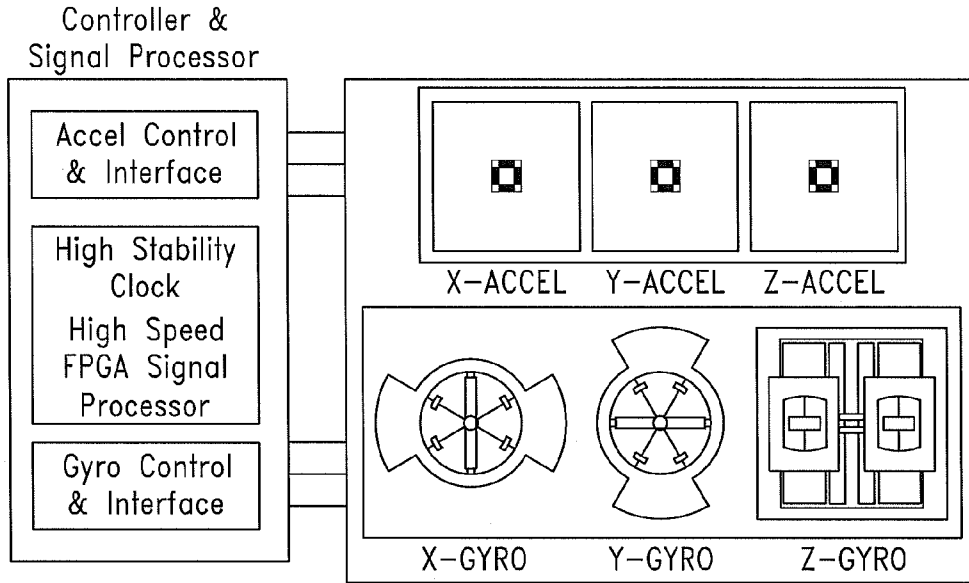 Controller &
Signal Processor
Accel Control
& Interface
High Stability
Clock
High Speed
FPGA Signal
Processor
Gyro Control
& Interface
X-ACCEL
Y-ACCEL
Z-ACCEL
X-GYRO
Y-GYRO
Z-GYRO